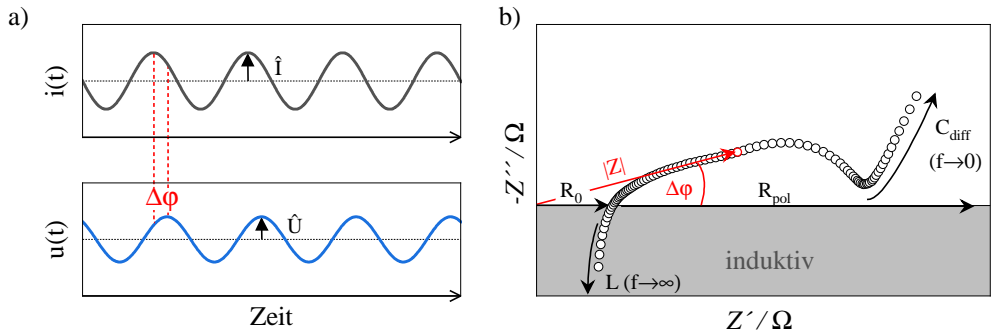 a)
i(t)
Î
Δφ
u(t)
Û
Zeit
b)
-Z´´/Ω
|Z|
R0
Δφ
Rpol
Cdiff
(f→0)
induktiv
L (f→∞)
Z´/Ω